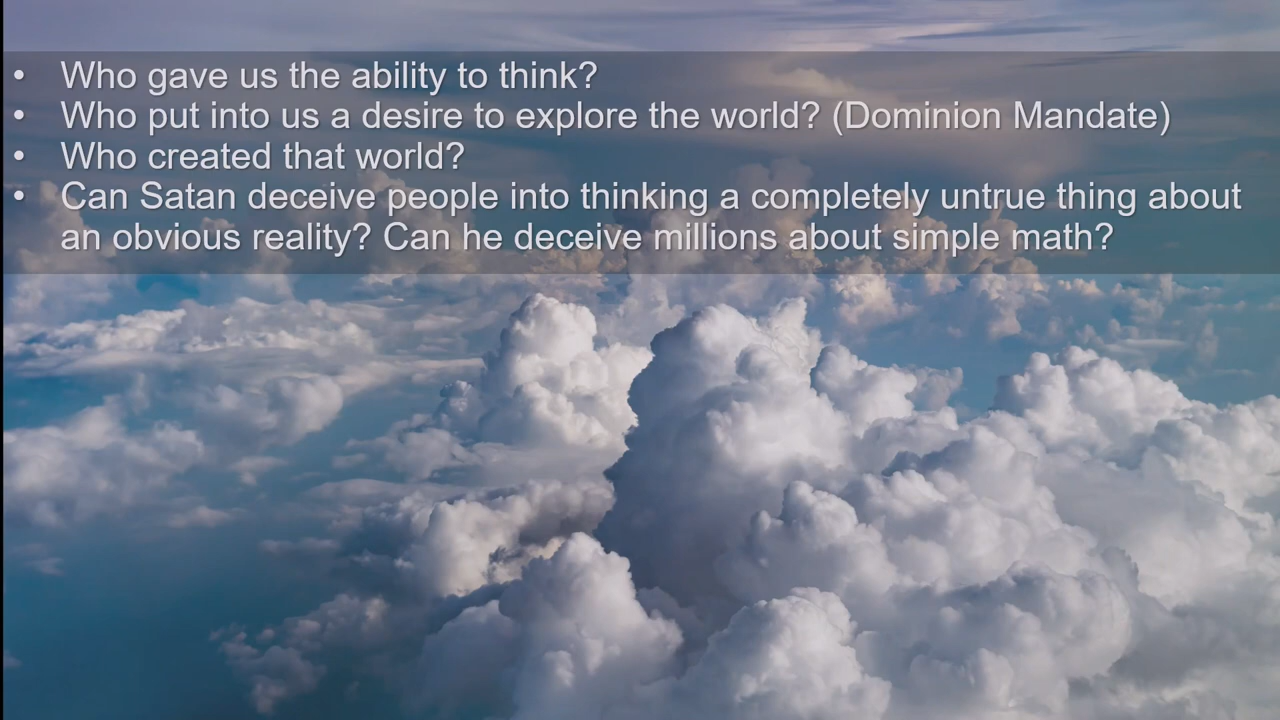 • Who gave us the ability to think?
• Who put into us a desire to explore the world? (Dominion Mandate)
• Who created that world?
• Can Satan deceive people into thinking a completely untrue thing about
an obvious reality? Can he deceive millions about simple math?